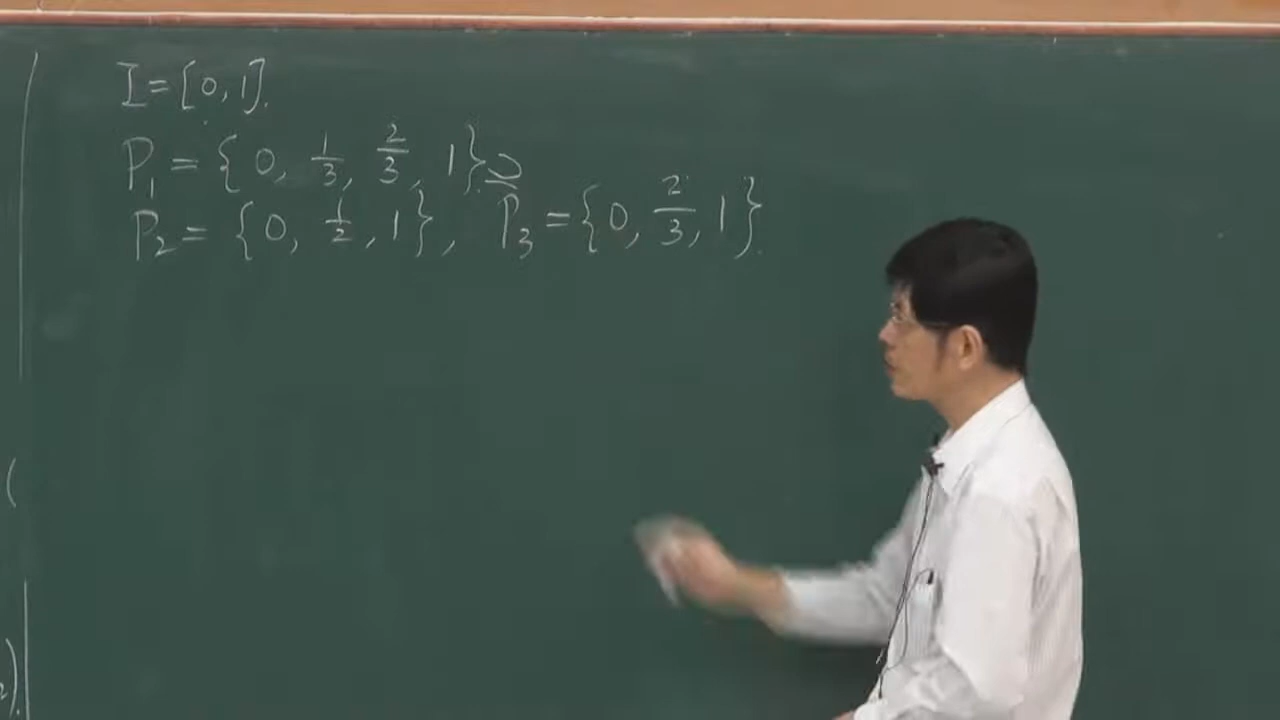 I = [0, 1].
P₁ = {0, 1/3, 2/3, 1}. ⊇
P₂ = {0, 1/2, 1}, P₃ = {0, 2/3, 1}.
(
).